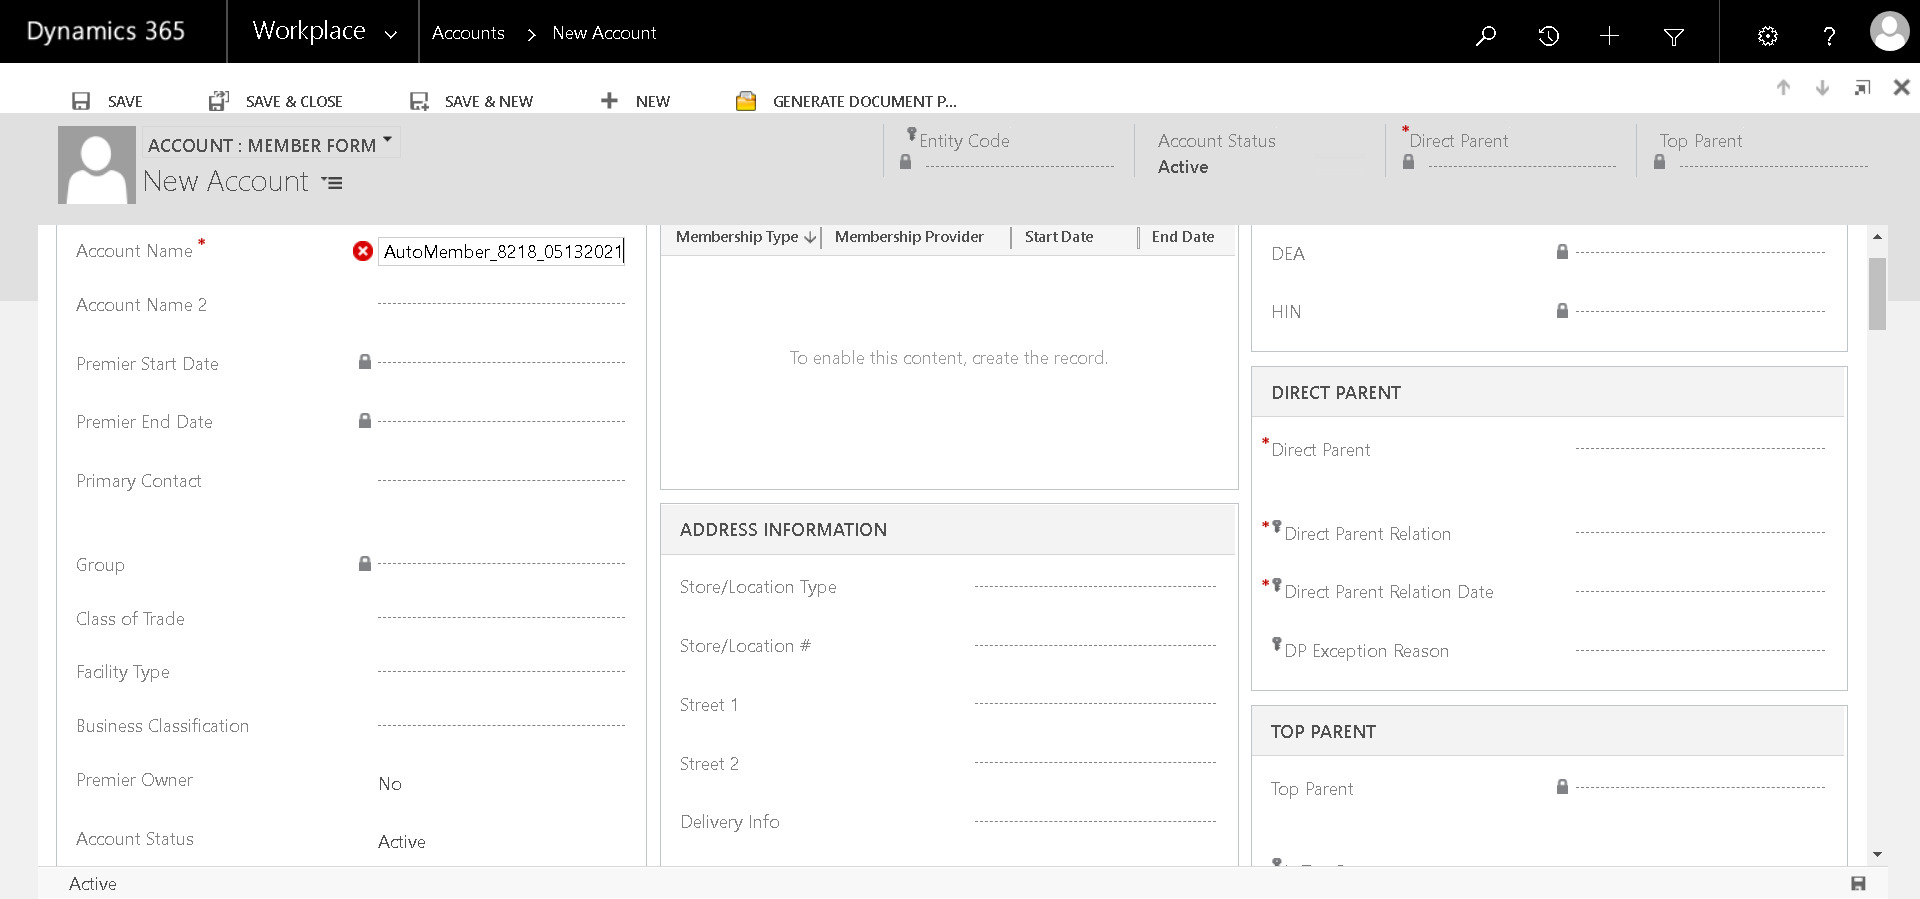 Dynamics 365
Workplace
Accounts
New Account
SAVE
SAVE & CLOSE
SAVE & NEW
NEW
GENERATE DOCUMENT P...
ACCOUNT : MEMBER FORM
New Account
Entity Code
Account Status
Active
*Direct Parent
Top Parent
Account Name *
AutoMember_8218_05132021
Account Name 2
Premier Start Date
Premier End Date
Primary Contact
Group
Class of Trade
Facility Type
Business Classification
Premier Owner
No
Account Status
Active
Membership Type
Membership Provider
Start Date
End Date
To enable this content, create the record.
ADDRESS INFORMATION
Store/Location Type
Store/Location #
Street 1
Street 2
Delivery Info
DEA
HIN
DIRECT PARENT
*Direct Parent
*Direct Parent Relation
*Direct Parent Relation Date
DP Exception Reason
TOP PARENT
Top Parent
Active